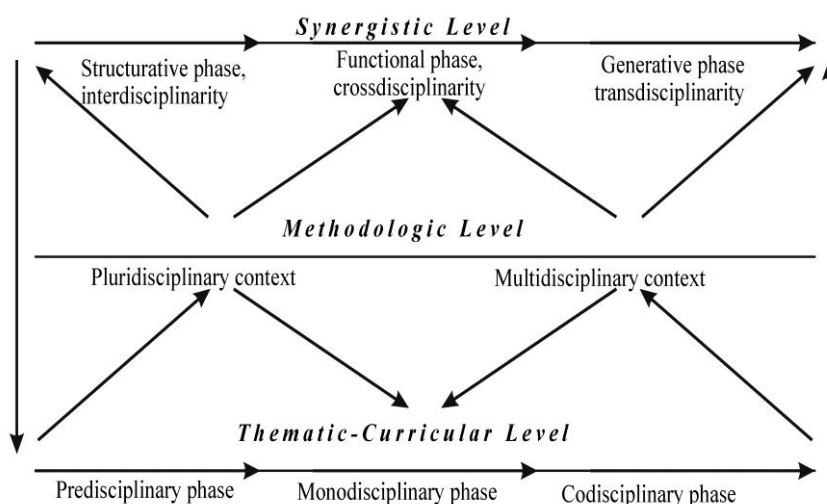 Synergistic Level
Structurative phase,
interdisciplinarity
Functional phase,
crossdisciplinarity
Generative phase
transdisciplinarity
Methodologic Level
Pluridisciplinary context
Multidisciplinary context
Thematic-Curricular Level
Predisciplinary phase
Monodisciplinary phase
Codisciplinary phase